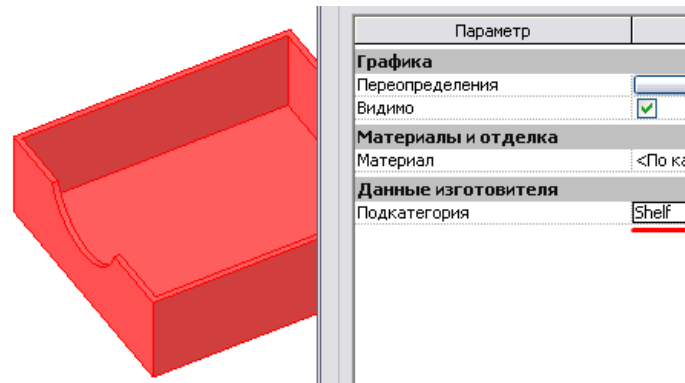 Параметр
Графика
Переопределения
Видимо
Материалы и отделка
Материал <По ка
Данные изготовителя
Подкатегория Shelf